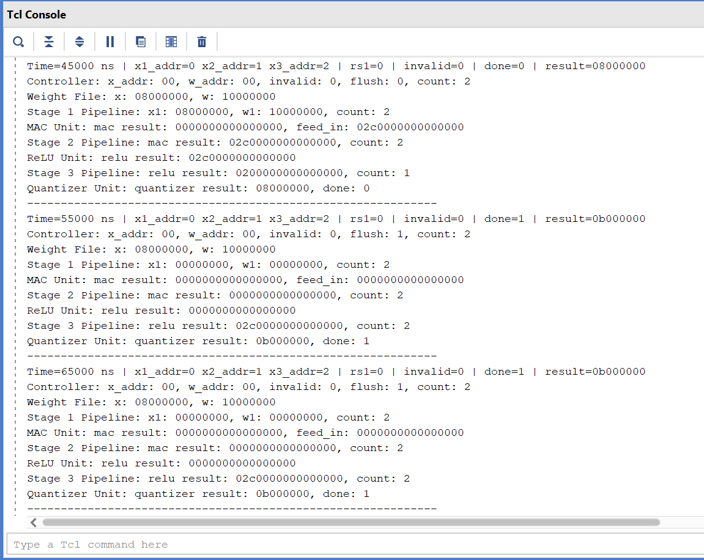 Tcl Console
Time=45000 ns | x1_addr=0 x2_addr=1 x3_addr=2 | rs1=0 | invalid=0 | done=0 | result=08000000
Controller: x_addr: 00, w_addr: 00, invalid: 0, flush: 0, count: 2
Weight File: x: 08000000, w: 10000000
Stage 1 Pipeline: x1: 08000000, w1: 10000000, count: 2
MAC Unit: mac result: 0000000000000000, feed_in: 02c0000000000000
Stage 2 Pipeline: mac result: 02c0000000000000, count: 2
ReLU Unit: relu result: 02c0000000000000
Stage 3 Pipeline: relu result: 0200000000000000, count: 1
Quantizer Unit: quantizer result: 08000000, done: 0
-------------------------------------------------------------
Time=55000 ns | x1_addr=0 x2_addr=1 x3_addr=2 | rs1=0 | invalid=0 | done=1 | result=0b000000
Controller: x_addr: 00, w_addr: 00, invalid: 0, flush: 1, count: 2
Weight File: x: 08000000, w: 10000000
Stage 1 Pipeline: x1: 00000000, w1: 00000000, count: 2
MAC Unit: mac result: 0000000000000000, feed_in: 0000000000000000
Stage 2 Pipeline: mac result: 0000000000000000, count: 2
ReLU Unit: relu result: 0000000000000000
Stage 3 Pipeline: relu result: 02c0000000000000, count: 2
Quantizer Unit: quantizer result: 0b000000, done: 1
-------------------------------------------------------------
Time=65000 ns | x1_addr=0 x2_addr=1 x3_addr=2 | rs1=0 | invalid=0 | done=1 | result=0b000000
Controller: x_addr: 00, w_addr: 00, invalid: 0, flush: 1, count: 2
Weight File: x: 08000000, w: 10000000
Stage 1 Pipeline: x1: 00000000, w1: 00000000, count: 2
MAC Unit: mac result: 0000000000000000, feed_in: 0000000000000000
Stage 2 Pipeline: mac result: 0000000000000000, count: 2
ReLU Unit: relu result: 0000000000000000
Stage 3 Pipeline: relu result: 02c0000000000000, count: 2
Quantizer Unit: quantizer result: 0b000000, done: 1
-------------------------------------------------------------
Type a Tcl command here